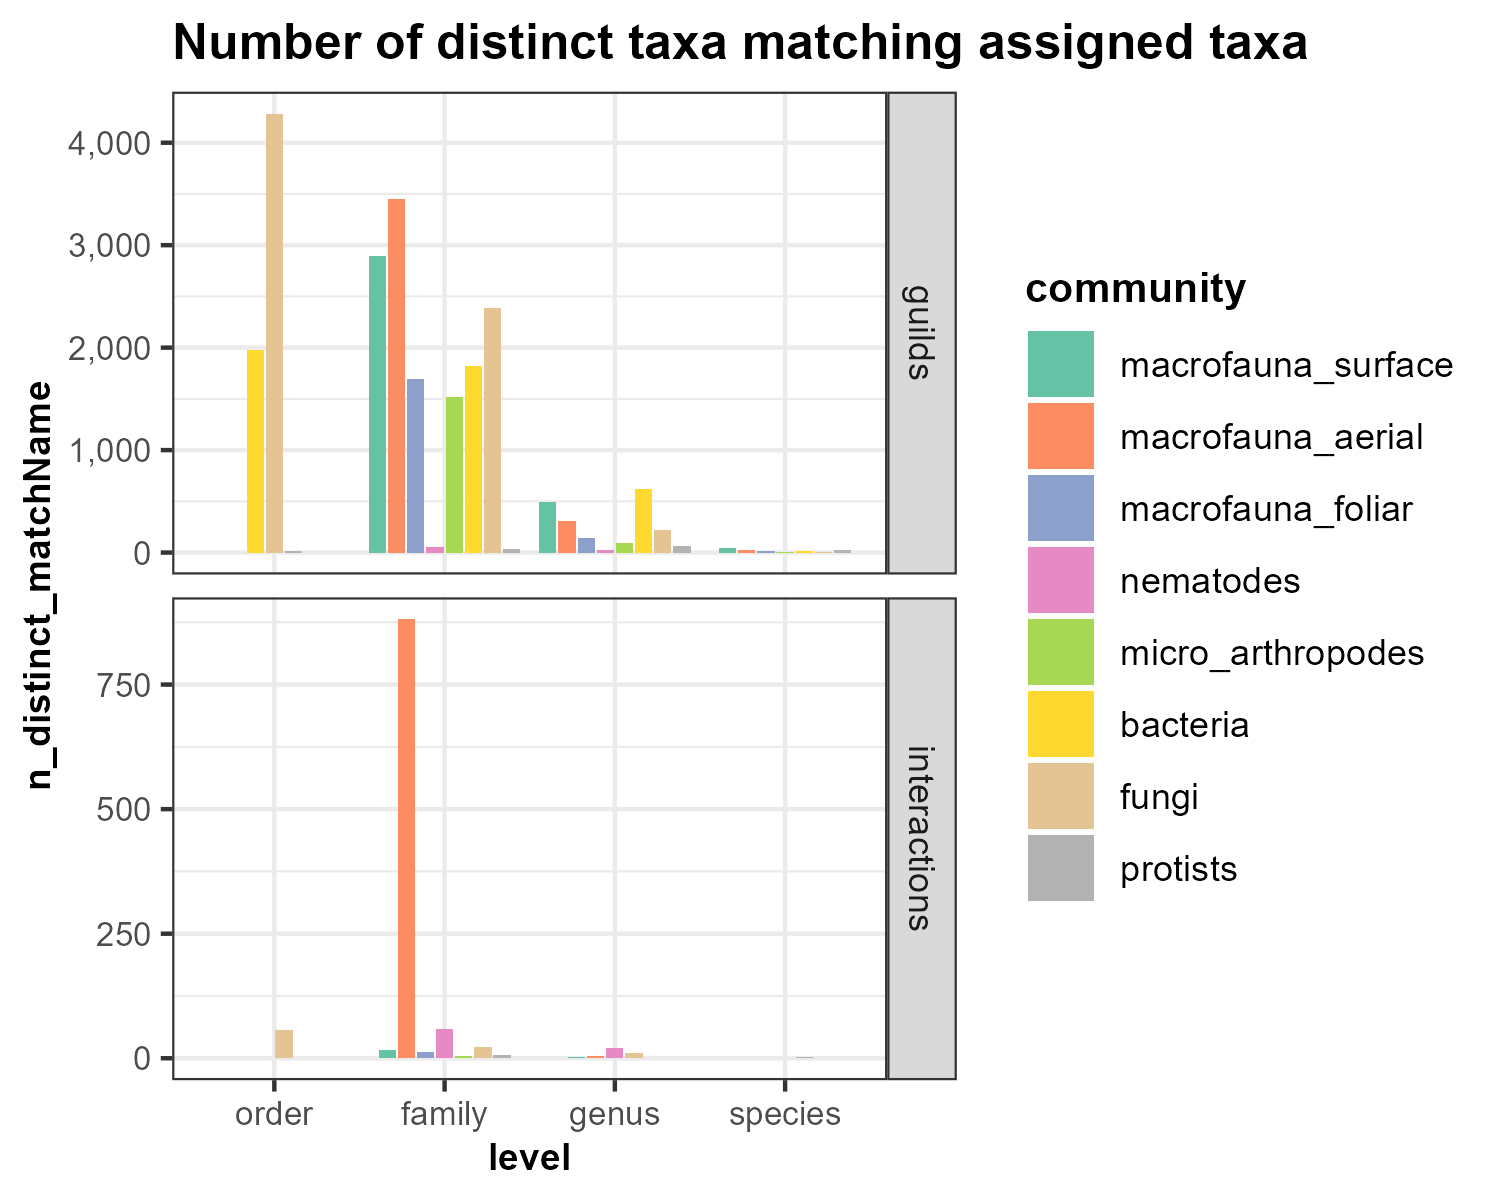 Number of distinct taxa matching assigned taxa
n_distinct_matchName
4,000
3,000
2,000
1,000
0
guilds
750
500
250
0
interactions
order
family
genus
species
level
community
macrofauna_surface
macrofauna_aerial
macrofauna_foliar
nematodes
micro_arthropodes
bacteria
fungi
protists